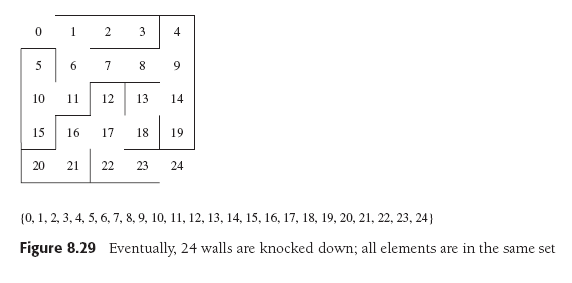 0 1 2 3 4
5 6 7 8 9
10 11 12 13 14
15 16 17 18 19
20 21 22 23 24
{0, 1, 2, 3, 4, 5, 6, 7, 8, 9, 10, 11, 12, 13, 14, 15, 16, 17, 18, 19, 20, 21, 22, 23, 24}
Figure 8.29 Eventually, 24 walls are knocked down; all elements are in the same set